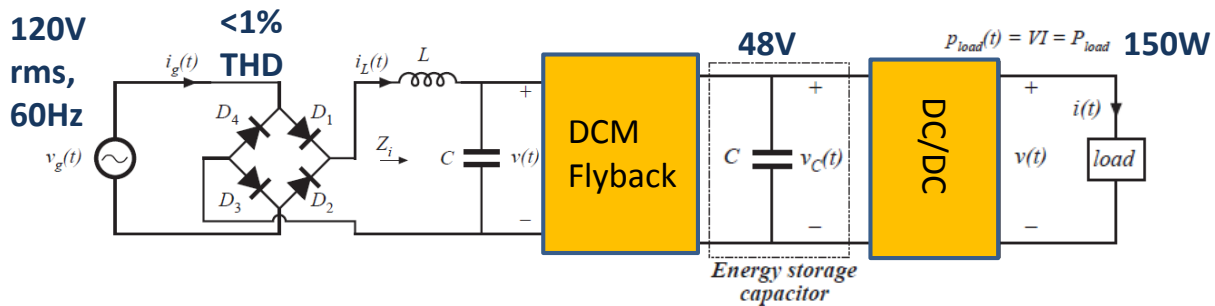 120V
rms,
60Hz
<1%
THD
i_g(t)
i_L(t)
L
48V
p_load(t) = VI = P_load
150W
D_4
D_1
v_g(t)
Z_i
C
+
v(t)
–
D_3
D_2
DCM
Flyback
C
+
v_C(t)
–
DC/DC
+
v(t)
–
i(t)
load
Energy storage
capacitor